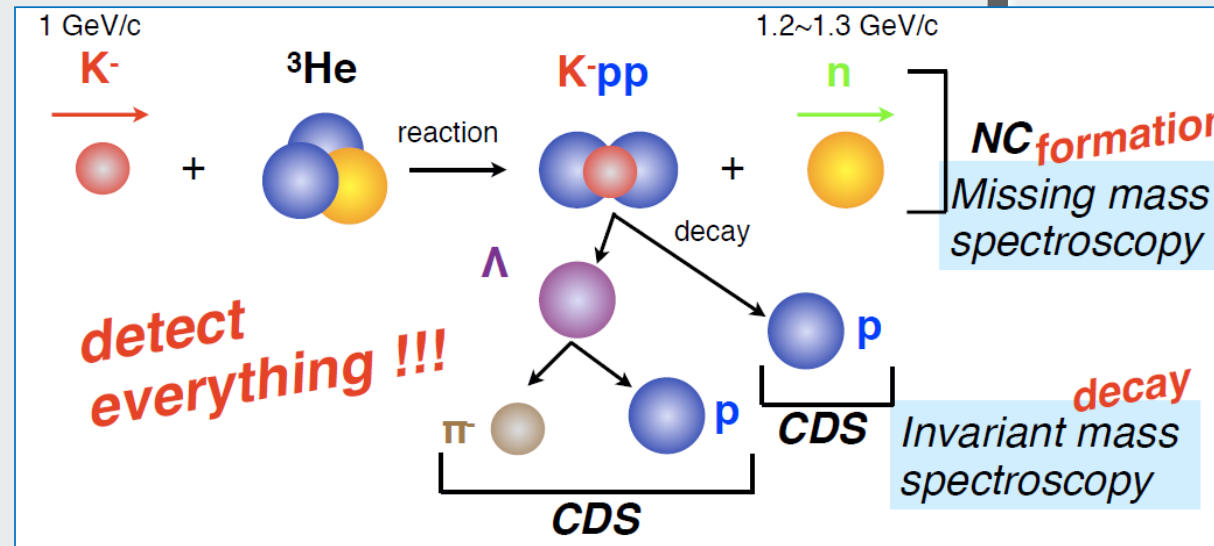 1 GeV/c
1.2~1.3 GeV/c
K-
³He
K-pp
n
reaction
+
+
NC formation
Missing mass
spectroscopy
decay
Λ
detect
everything !!!
p
π-
p
CDS
decay
Invariant mass
spectroscopy
CDS